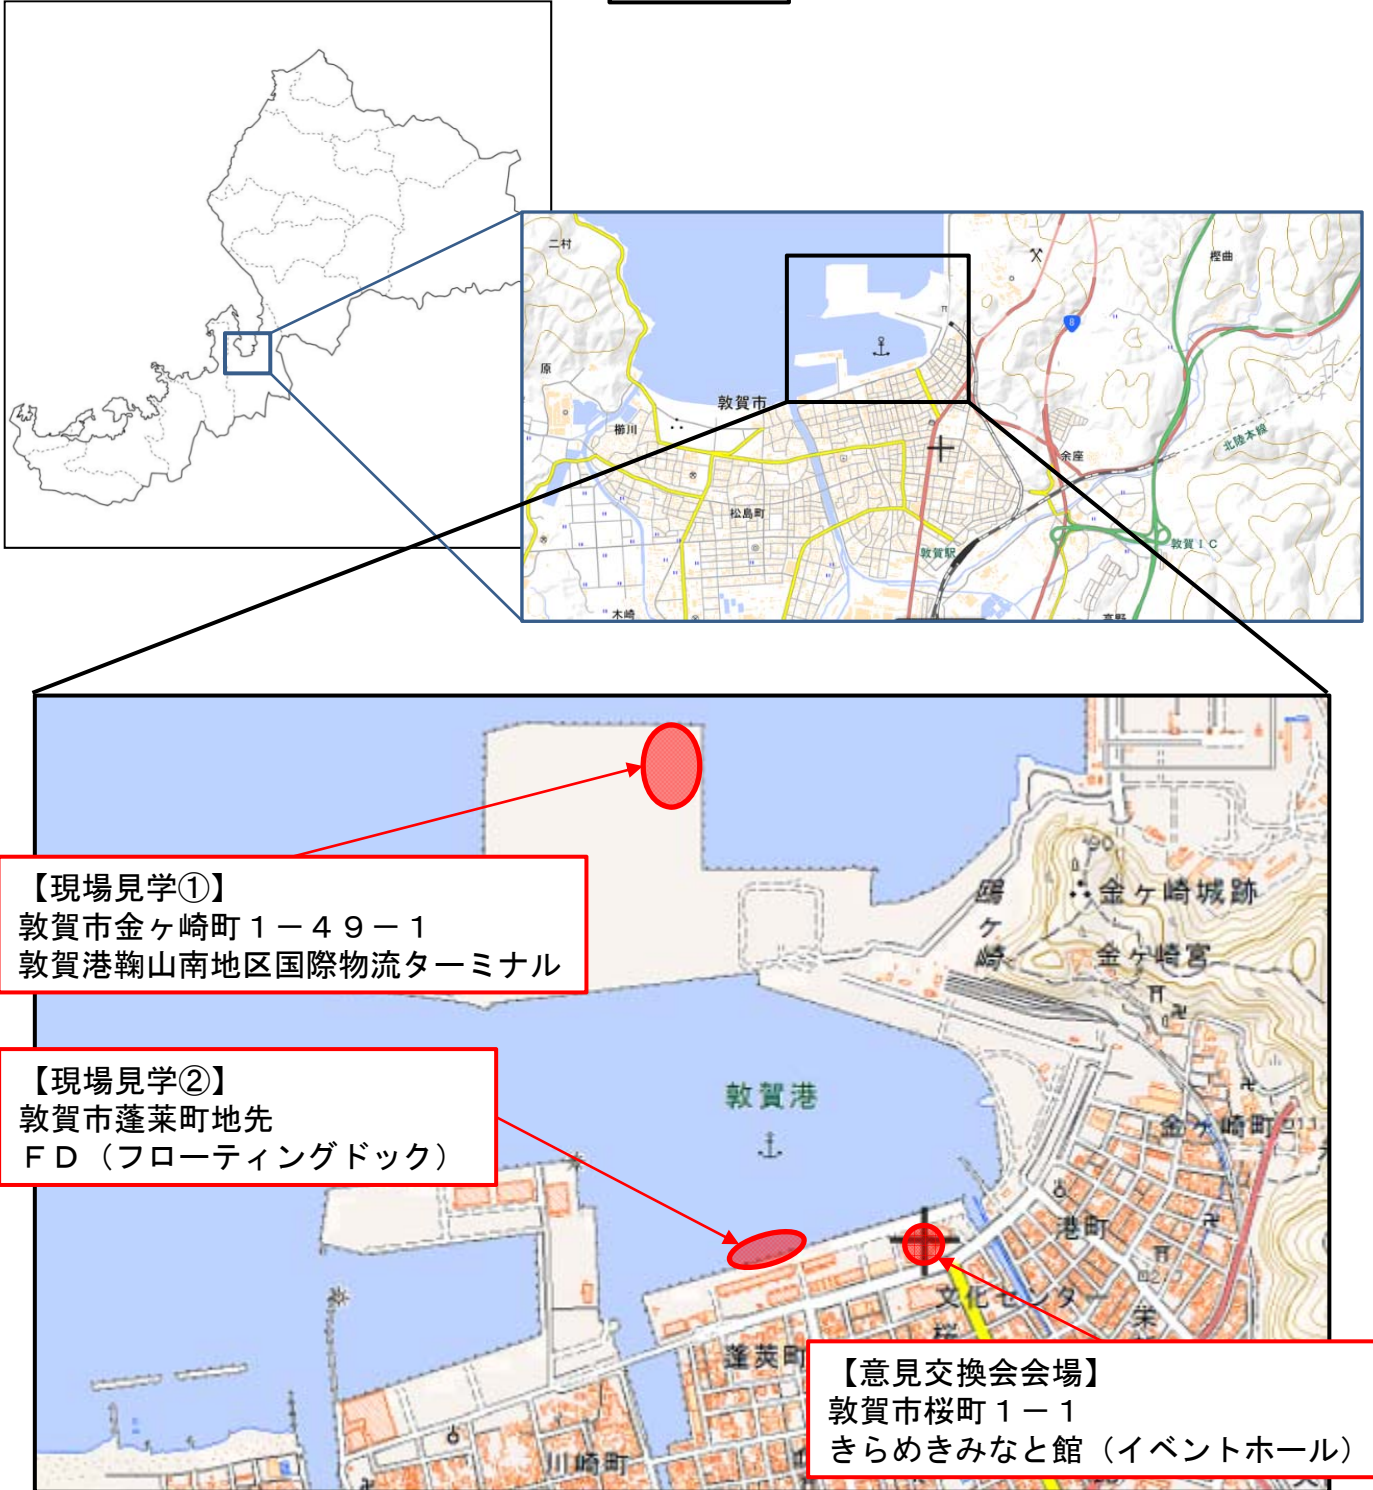 二村
樫曲
8
原
敦賀市
櫛川
余座
北陸本線
松島町
敦賀駅
敦賀IC
木崎
【現場見学①】
敦賀市金ヶ崎町1-49-1
敦賀港鞠山南地区国際物流ターミナル
鴎ヶ崎
金ヶ崎城跡
金ヶ崎宮
【現場見学②】
敦賀市蓬莱町地先
FD(フローティングドック)
敦賀港
金ヶ崎町
港町
文化センター
蓬莱町
川崎町
【意見交換会会場】
敦賀市桜町1-1
きらめきみなと館(イベントホール)